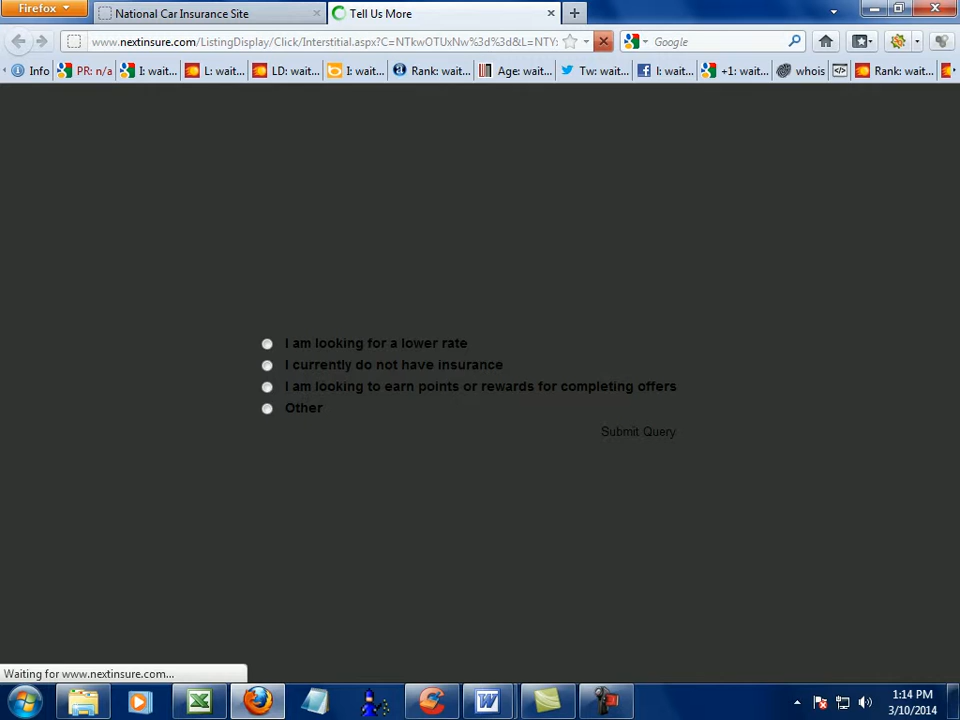 Firefox
National Car Insurance Site
Tell Us More
www.nextinsure.com/ListingDisplay/Click/Interstitial.aspx?C=NTkwOTUxNw%3d%3d&L=NTY
Google
Info
PR: n/a
I: wait...
L: wait...
LD: wait...
I: wait...
Rank: wait...
Age: wait...
Tw: wait...
I: wait...
+1: wait...
whois
Rank: wait...
I am looking for a lower rate
I currently do not have insurance
I am looking to earn points or rewards for completing offers
Other
Submit Query
Waiting for www.nextinsure.com...
1:14 PM
3/10/2014